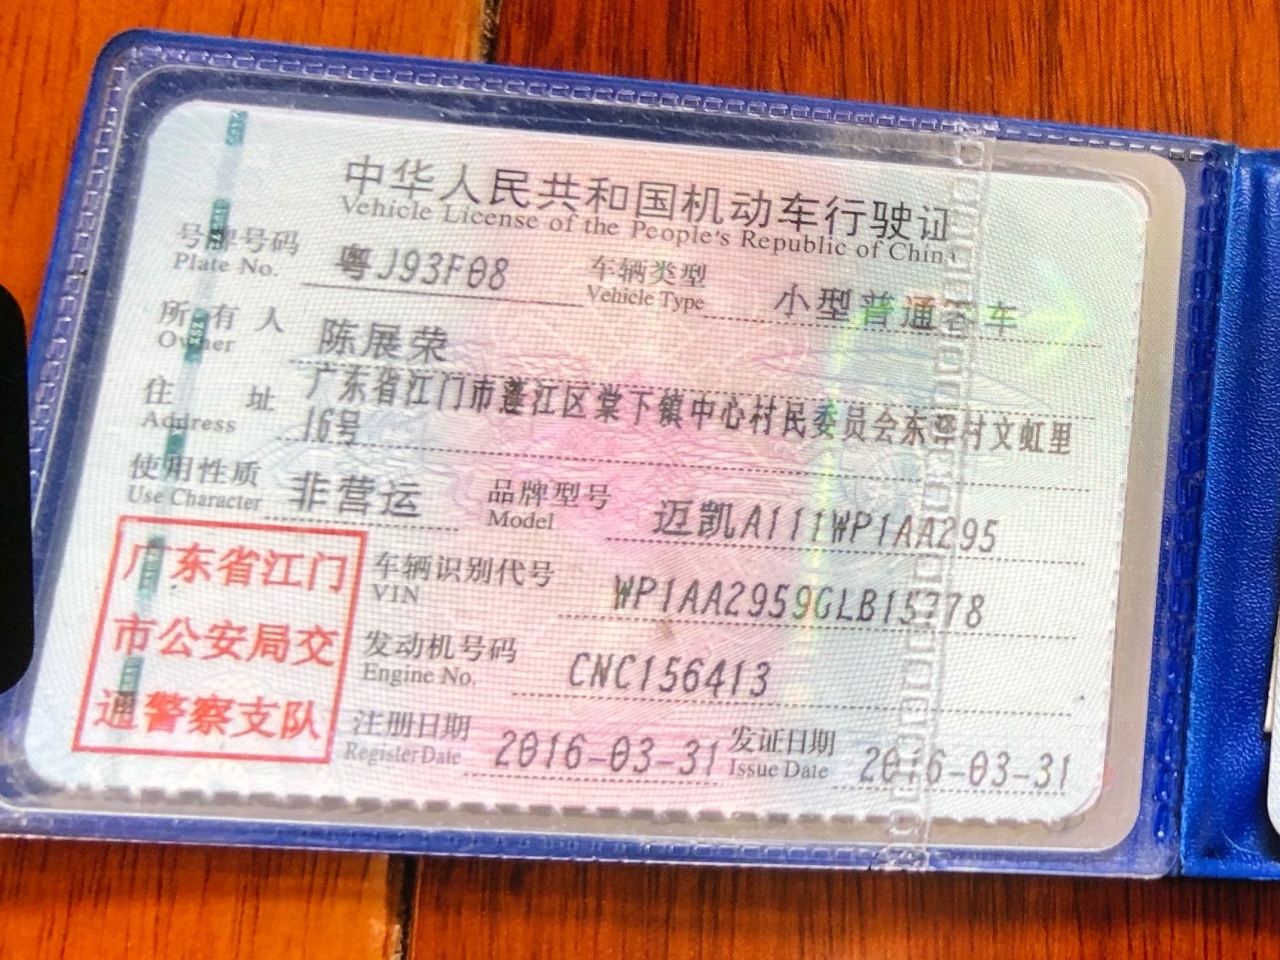 中华人民共和国机动车行驶证
Vehicle License of the People's Republic of China
号牌号码 粤J93F08 车辆类型 小型普通客车
Plate No. Vehicle Type
所有人 陈展荣
Owner
住址 广东省江门市蓬江区棠下镇中心村民委员会东 村文虹里
Address 16号
使用性质 非营运 品牌型号 迈凯A111WP1AA295
Use Character Model
广东省江门
市公安局交
通警察支队
车辆识别代号 WP1AA2959GLB15778
VIN
发动机号码 CNC156413
Engine No.
注册日期 2016-03-31 发证日期 2016-03-31
Register Date Issue Date